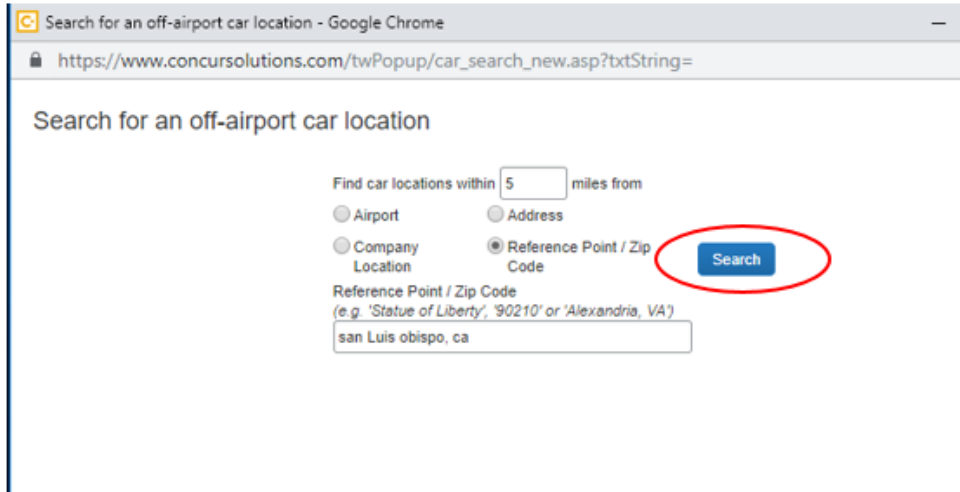 Search for an off-airport car location - Google Chrome
https://www.concursolutions.com/twPopup/car_search_new.asp?txtString=
Search for an off-airport car location
Find car locations within 5 miles from
Airport Address
Company Reference Point / Zip
Location Code
Search
Reference Point / Zip Code
(e.g. 'Statue of Liberty', '90210' or 'Alexandria, VA')
san Luis obispo, ca